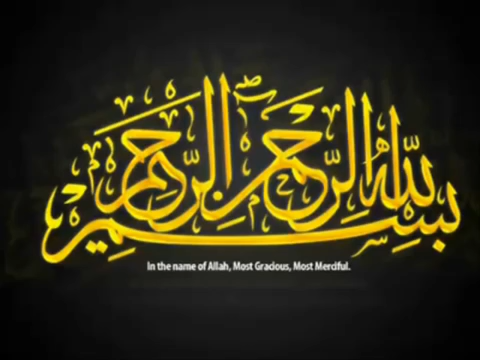 بسم الله الرحمن الرحيم
In the name of Allah, Most Gracious, Most Merciful.